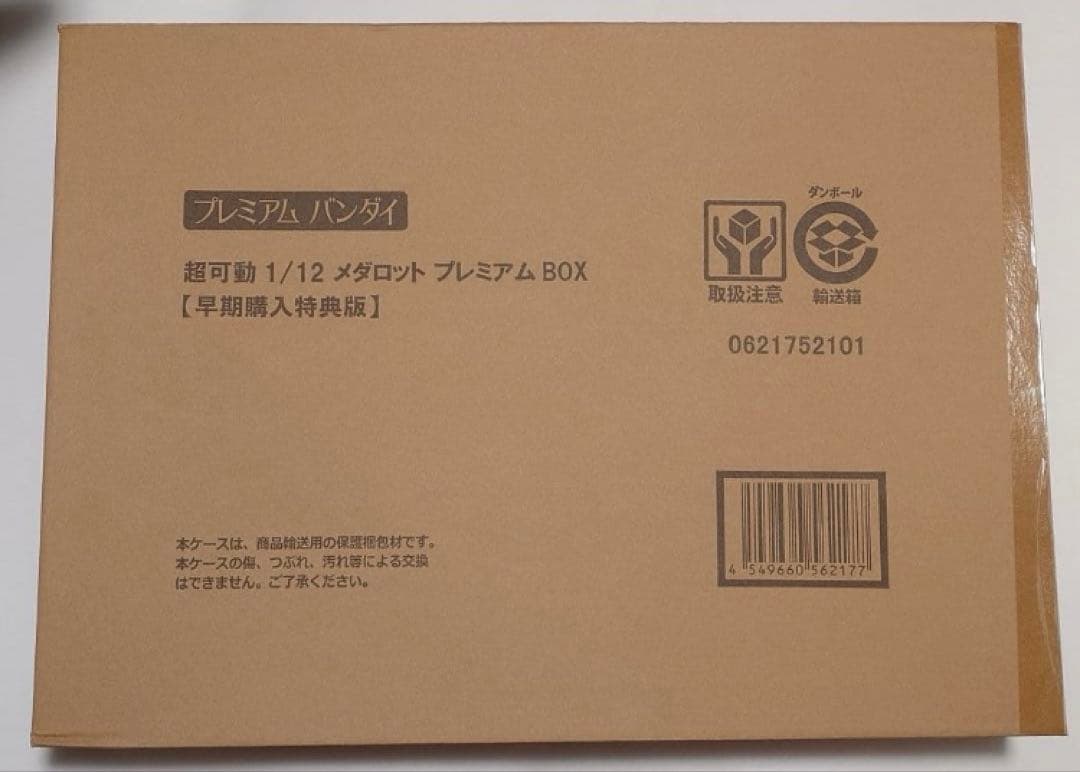 プレミアム バンダイ
超可動 1/12 メダロット プレミアム BOX
【早期購入特典版】
取扱注意
ダンボール
輸送箱
0621752101
本ケースは、商品輸送用の保護梱包材です。
本ケースの傷、つぶれ、汚れ等による交換
はできません。ご了承ください。
4 549660 562177